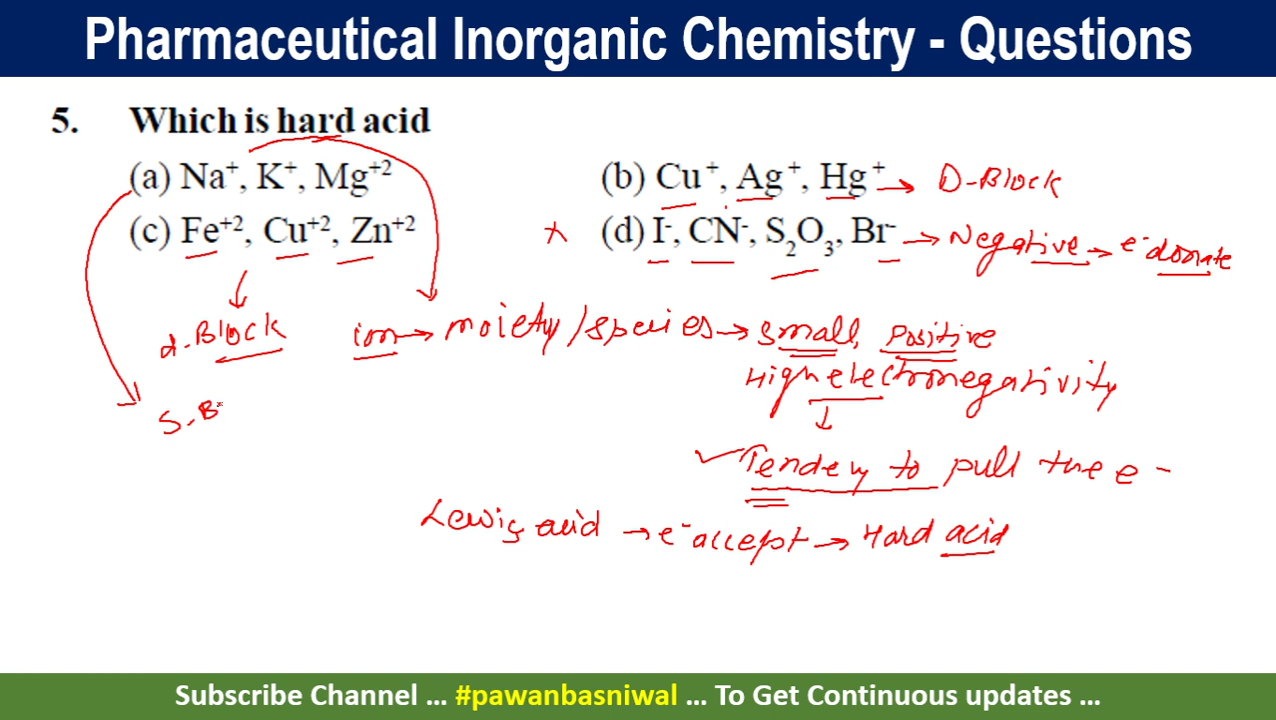 Pharmaceutical Inorganic Chemistry - Questions
5. Which is hard acid
(a) Na⁺, K⁺, Mg⁺² (b) Cu⁺, Ag⁺, Hg⁺ → D-Block
(c) Fe⁺², Cu⁺², Zn⁺² × (d) I⁻, CN⁻, S₂O₃, Br⁻ → Negative → e⁻ donate
d-Block ion → moiety/species → small, Positive
High electronegativity
↓
S-B
✓ Tendency to pull the e⁻
Lewis acid → e⁻ accept → Hard acid
Subscribe Channel ... #pawanbasniwal ... To Get Continuous updates ...